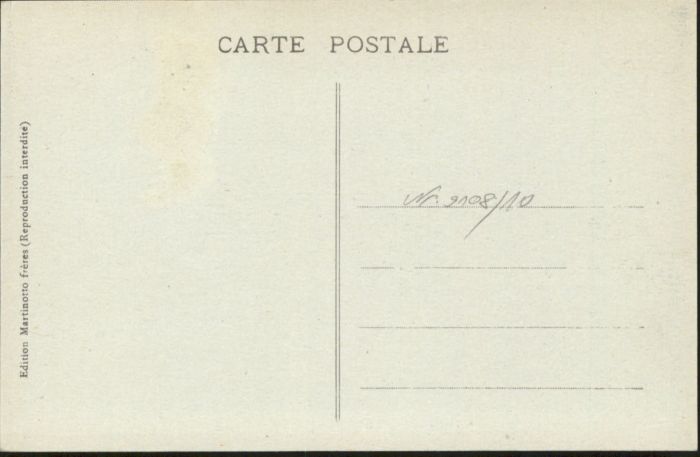 CARTE POSTALE
Edition Martinotto frères (Reproduction interdite)
Nr. 9108/10